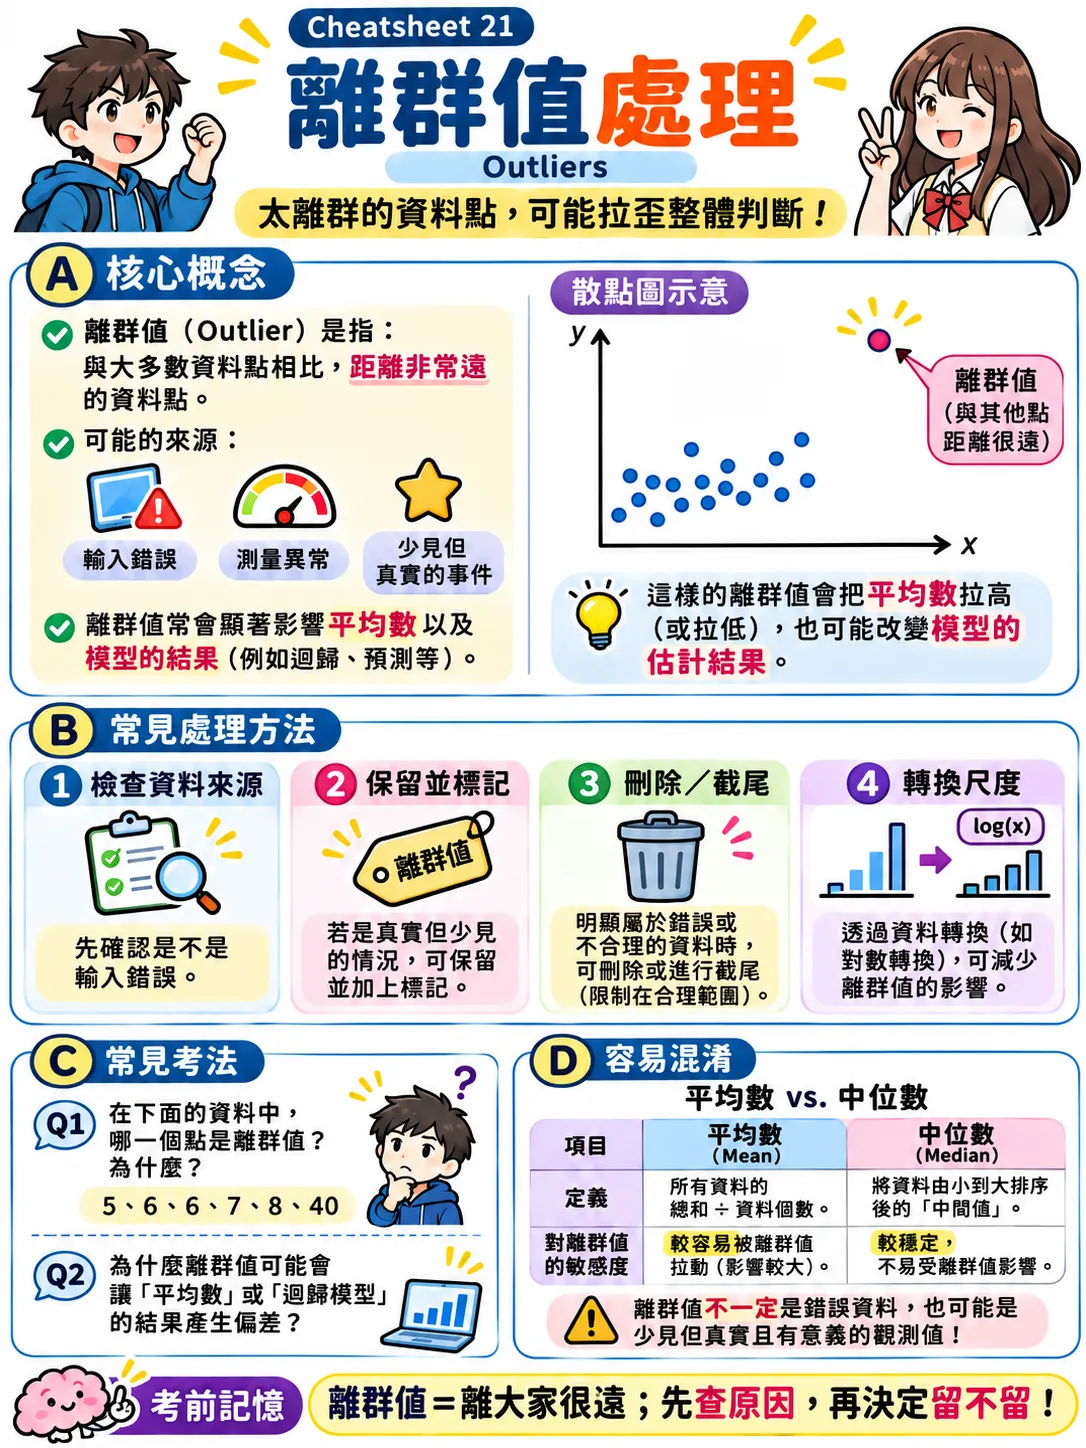 Cheatsheet 21
離群值處理
Outliers
太離群的資料點，可能拉歪整體判斷！
A 核心概念
離群值（Outlier）是指：
與大多數資料點相比，距離非常遠
的資料點。
可能的來源：
輸入錯誤
測量異常
少見但
真實的事件
離群值常會顯著影響平均數以及
模型的結果（例如迴歸、預測等）。
散點圖示意
y
x
離群值
（與其他點
距離很遠）
這樣的離群值會把平均數拉高
（或拉低），也可能改變模型的
估計結果。
B 常見處理方法
1 檢查資料來源
先確認是不是
輸入錯誤。
2 保留並標記
離群值
若是真實但少見
的情況，可保留
並加上標記。
3 刪除／截尾
明顯屬於錯誤或
不合理的資料時，
可刪除或進行截尾
（限制在合理範圍）。
4 轉換尺度
log(x)
透過資料轉換（如
對數轉換），可減少
離群值的影響。
C 常見考法
?
Q1
在下面的資料中，
哪一個點是離群值？
為什麼？
5、6、6、7、8、40
Q2
為什麼離群值可能會
讓「平均數」或「迴歸模型」
的結果產生偏差？
D 容易混淆
平均數 vs. 中位數
項目
平均數
（Mean）
中位數
（Median）
定義
所有資料的
總和÷資料個數。
將資料由小到大排序
後的「中間值」。
對離群值
的敏感度
較容易被離群值
拉動（影響較大）。
較穩定，
不易受離群值影響。
離群值不一定是錯誤資料，也可能是
少見但真實且有意義的觀測值！
考前記憶
離群值＝離大家很遠；先查原因，再決定留不留！